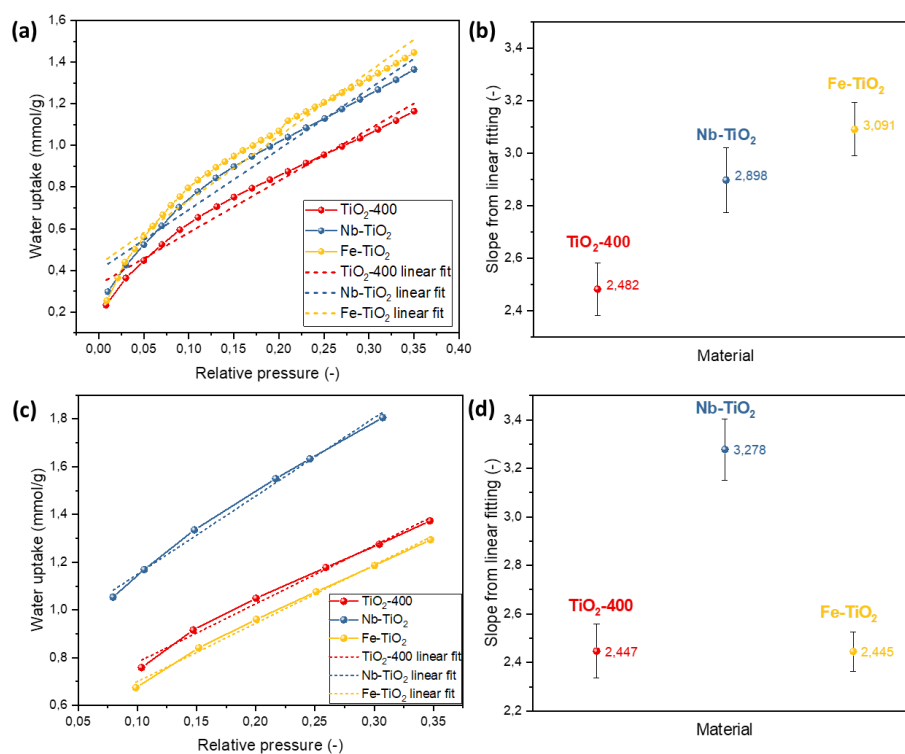 (a)
1,6
1,4
1,2
1,0
0,8
0,6
0,4
0,2
Water uptake (mmol/g)
TiO₂-400
Nb-TiO₂
Fe-TiO₂
TiO₂-400 linear fit
Nb-TiO₂ linear fit
Fe-TiO₂ linear fit
0,00 0,05 0,10 0,15 0,20 0,25 0,30 0,35 0,40
Relative pressure (-)
(b)
3,4
3,2
3,0
2,8
2,6
2,4
Slope from linear fitting (-)
Fe-TiO₂
3,091
Nb-TiO₂
2,898
TiO₂-400
2,482
Material
(c)
1,8
1,6
1,4
1,2
1,0
0,8
0,6
Water uptake (mmol/g)
TiO₂-400
Nb-TiO₂
Fe-TiO₂
TiO₂-400 linear fit
Nb-TiO₂ linear fit
Fe-TiO₂ linear fit
0,05 0,10 0,15 0,20 0,25 0,30 0,35
Relative pressure (-)
(d)
3,4
3,2
3,0
2,8
2,6
2,4
2,2
Slope from linear fitting (-)
Nb-TiO₂
3,278
TiO₂-400
2,447
Fe-TiO₂
2,445
Material